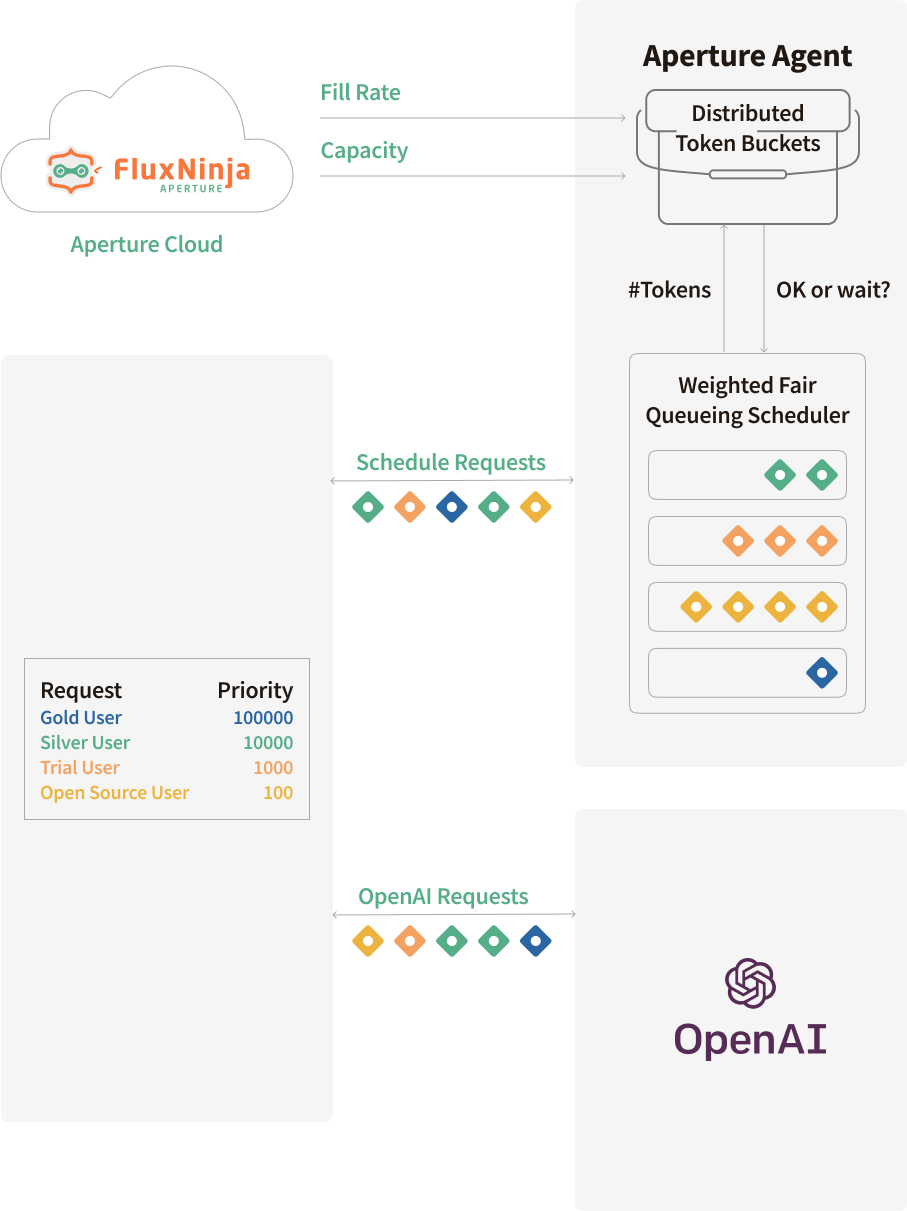 Aperture Agent
Fill Rate
Distributed
Token Buckets
Capacity
FluxNinja
APERTURE
Aperture Cloud
#Tokens
OK or wait?
Weighted Fair
Queueing Scheduler
Schedule Requests
Request Priority
Gold User 100000
Silver User 10000
Trial User 1000
Open Source User 100
OpenAI Requests
OpenAI